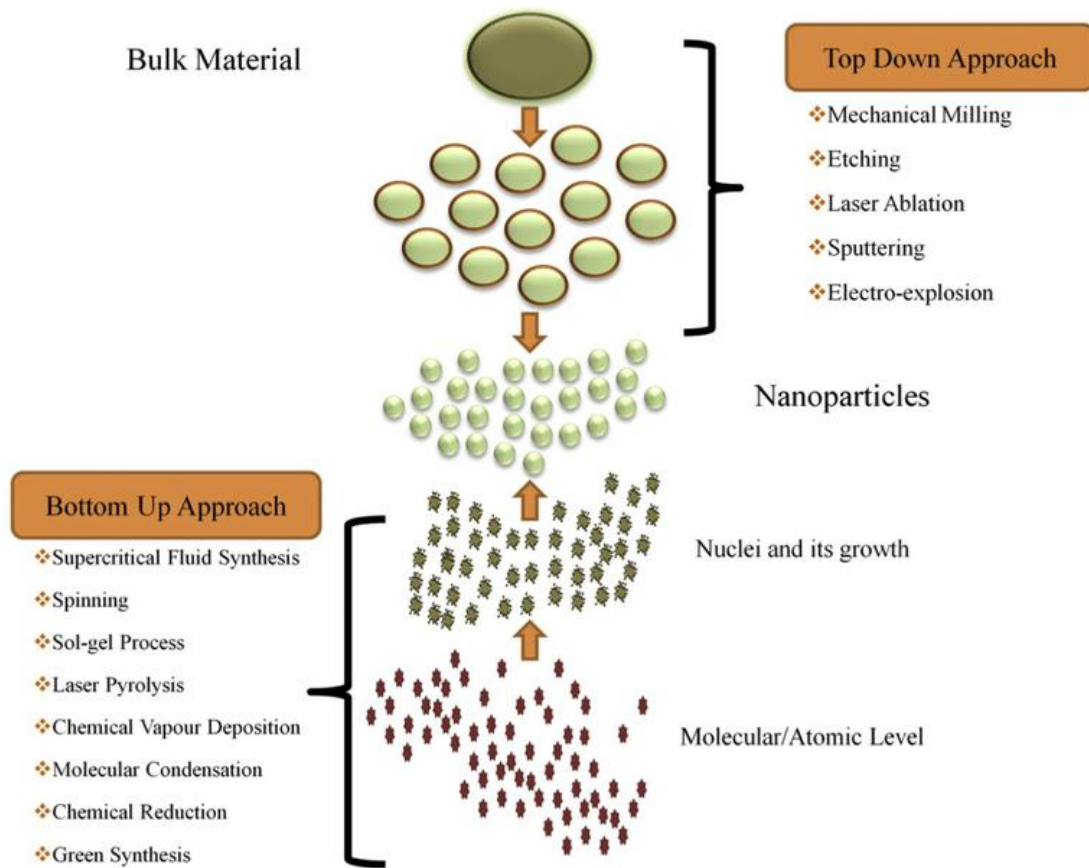 Bulk Material
Top Down Approach
❖Mechanical Milling
❖Etching
❖Laser Ablation
❖Sputtering
❖Electro-explosion
Nanoparticles
Bottom Up Approach
❖Supercritical Fluid Synthesis
❖Spinning
❖Sol-gel Process
❖Laser Pyrolysis
❖Chemical Vapour Deposition
❖Molecular Condensation
❖Chemical Reduction
❖Green Synthesis
Nuclei and its growth
Molecular/Atomic Level